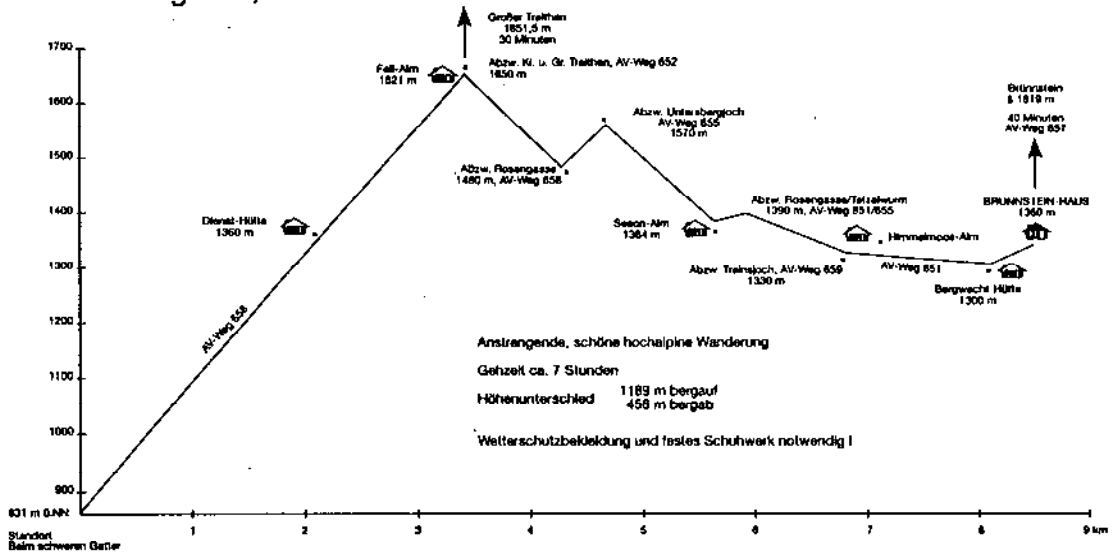 Großer Traithen
1851,5 m
30 Minuten
1700
Fell-Alm
1621 m
Abzw. Kl. u. Gr. Traithen, AV-Weg 652
1650 m
1600
Abzw. Unterbergjoch
AV-Weg 655
1570 m
Brünnstein
1619 m
40 Minuten
AV-Weg 657
1500
Abzw. Rosengasse
1480 m, AV-Weg 658
1400
Dienst-Hütte
1360 m
Seeon-Alm
1384 m
Abzw. Rosengasse/Tatzelwurm
1390 m, AV-Weg 651/655
BRÜNNSTEIN-HAUS
1360 m
Himmelmoos-Alm
1300
Abzw. Trainsjoch, AV-Weg 659
1330 m
AV-Weg 651
Bergwacht Hütte
1300 m
1200
AV-Weg 658
Anstrengende, schöne hochalpine Wanderung
Gehzeit ca. 7 Stunden
1100
Höhenunterschied 1189 m bergauf
456 m bergab
1000
Wetterschutzbekleidung und festes Schuhwerk notwendig !
900
831 m ü.NN
1 2 3 4 5 6 7 8 9 km
Standort
Beim schweren Gatter